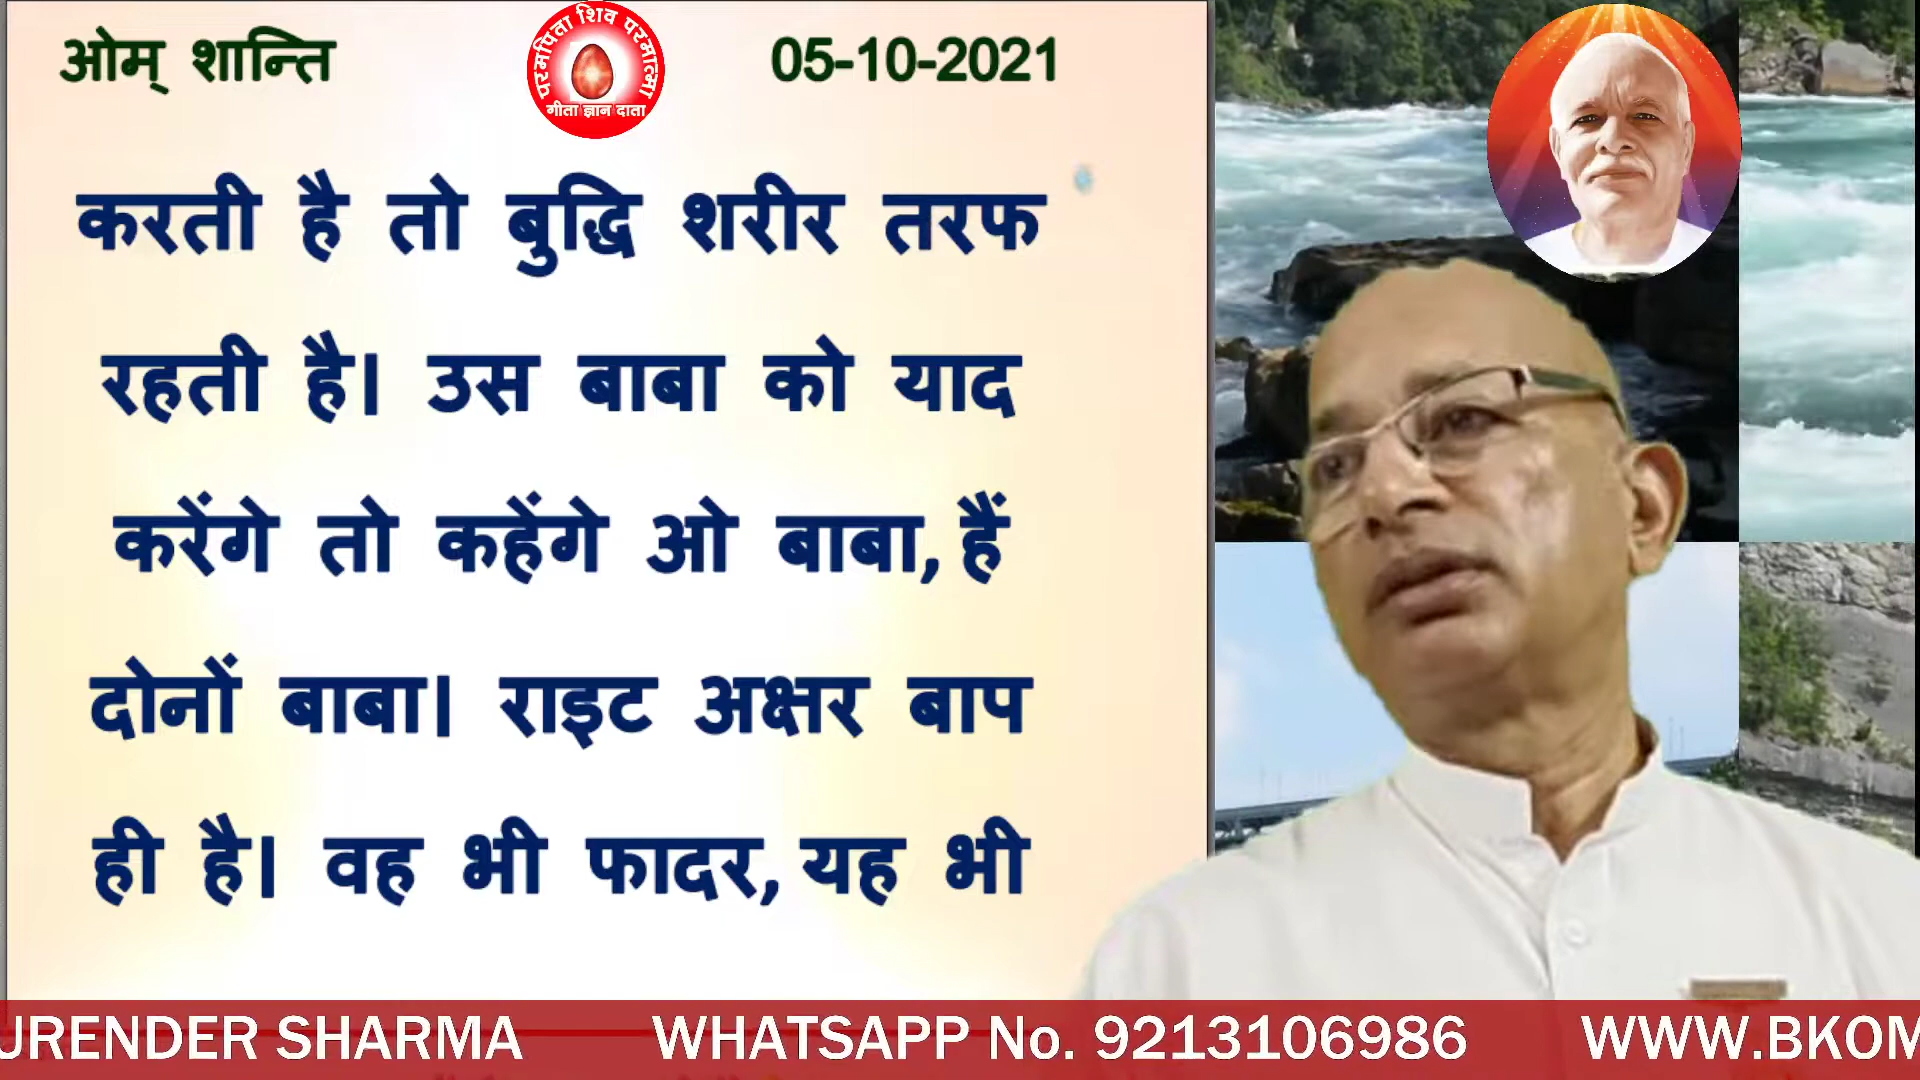 ओम् शान्ति
परमपिता शिव परमात्मा
गीता ज्ञान दाता
05-10-2021
करती है तो बुद्धि शरीर तरफ
रहती है। उस बाबा को याद
करेंगे तो कहेंगे ओ बाबा, हैं
दोनों बाबा। राइट अक्षर बाप
ही है। वह भी फादर, यह भी
URENDER SHARMA WHATSAPP No. 9213106986 WWW.BKOM